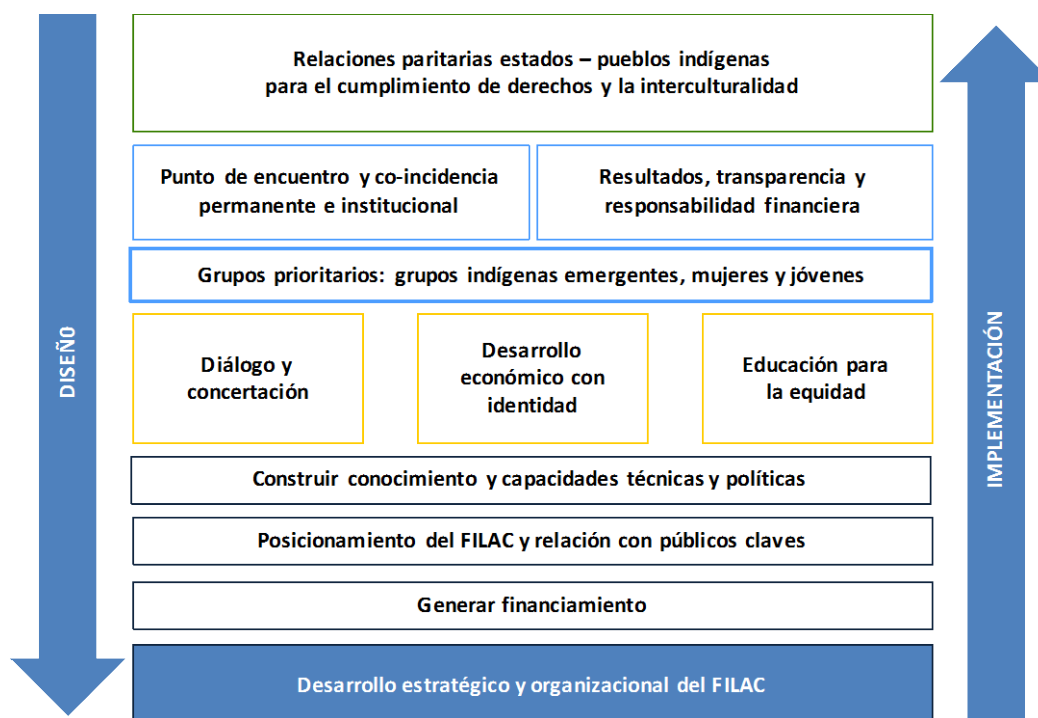 Relaciones paritarias estados – pueblos indígenas
para el cumplimiento de derechos y la interculturalidad
Punto de encuentro y co-incidencia
permanente e institucional
Resultados, transparencia y
responsabilidad financiera
Grupos prioritarios: grupos indígenas emergentes, mujeres y jóvenes
DISEÑ0
Diálogo y
concertación
Desarrollo
económico con
identidad
Educación para
la equidad
IMPLEMENTACIÓN
Construir conocimiento y capacidades técnicas y políticas
Posicionamiento del FILAC y relación con públicos claves
Generar financiamiento
Desarrollo estratégico y organizacional del FILAC